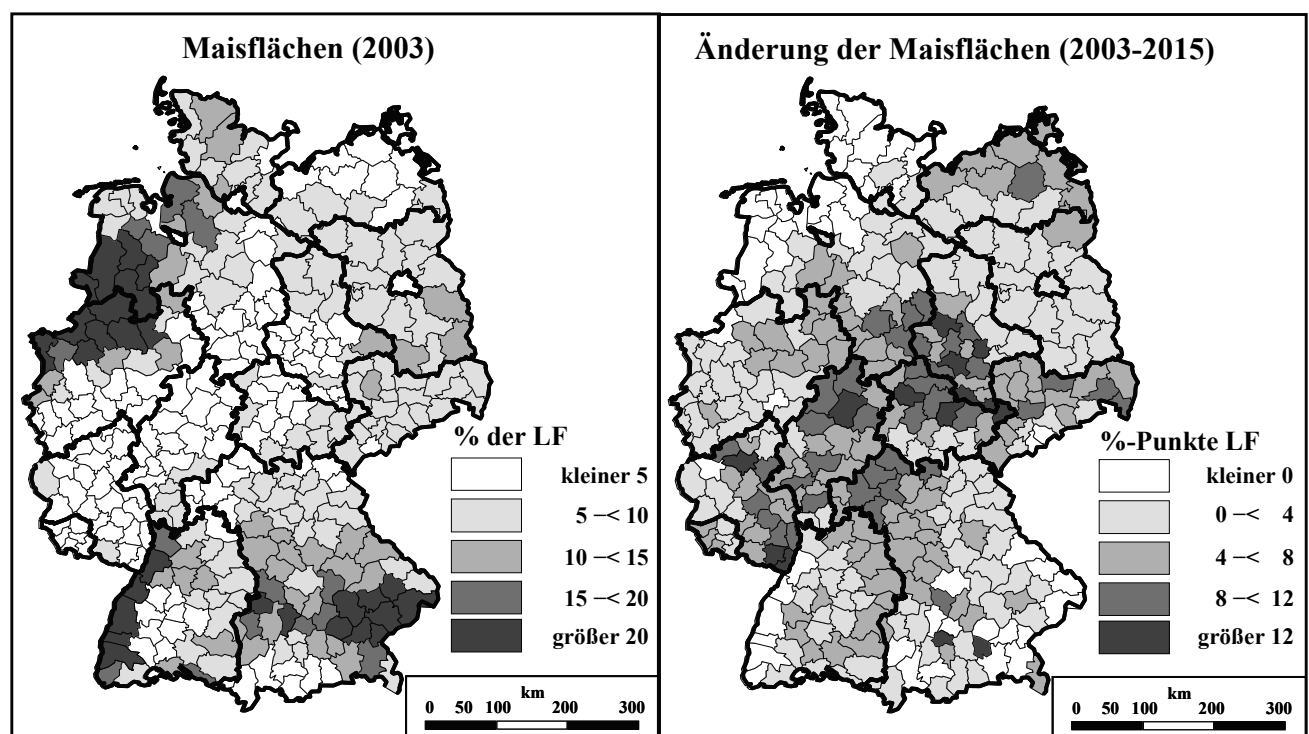 Maisflächen (2003)
% der LF
kleiner 5
5 –< 10
10 –< 15
15 –< 20
größer 20
km
0 50 100 200 300
Änderung der Maisflächen (2003-2015)
%-Punkte LF
kleiner 0
0 –< 4
4 –< 8
8 –< 12
größer 12
km
0 50 100 200 300